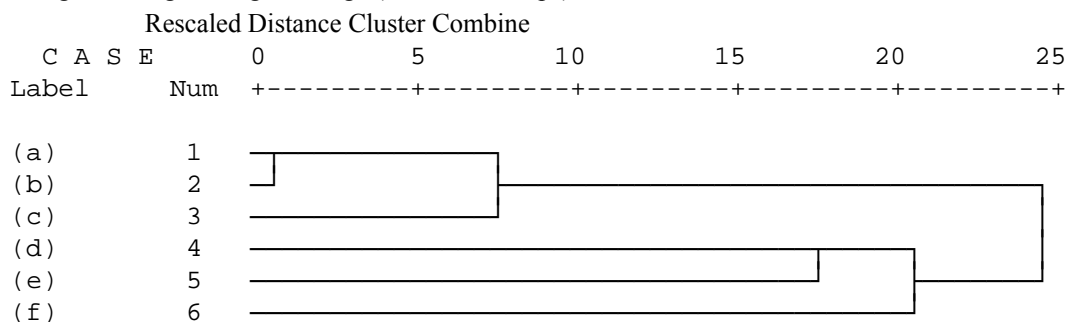 Rescaled Distance Cluster Combine
C A S E 0 5 10 15 20 25
Label Num +---------+---------+---------+---------+---------+
(a) 1
(b) 2
(c) 3
(d) 4
(e) 5
(f) 6